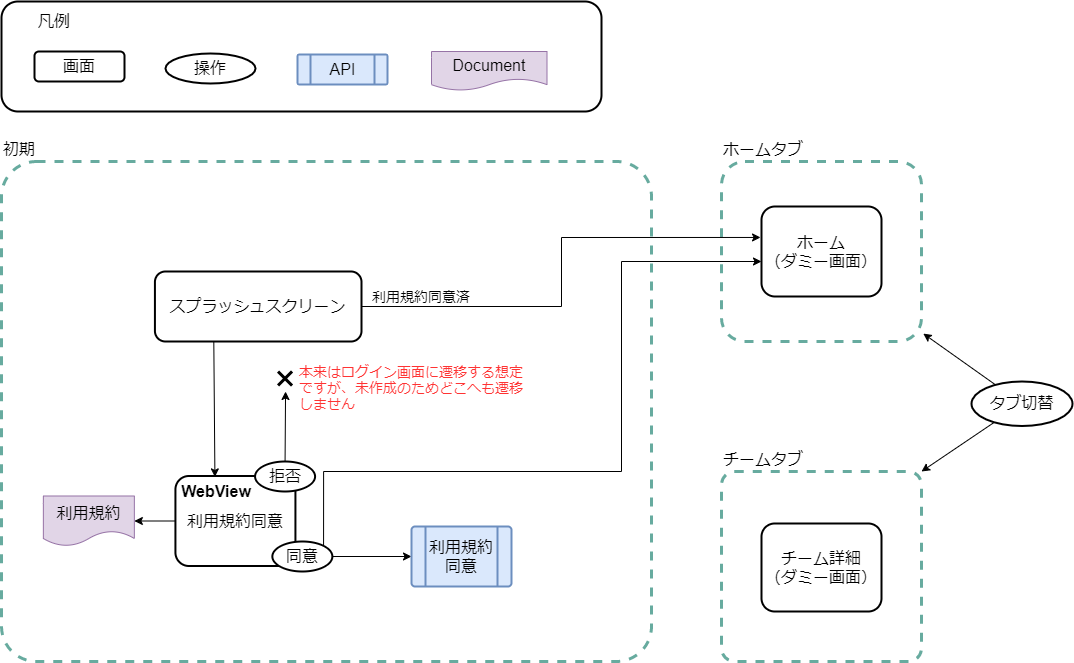 凡例
画面
操作
API
Document
初期
ホームタブ
ホーム
（ダミー画面）
スプラッシュスクリーン
利用規約同意済
本来はログイン画面に遷移する想定
ですが、未作成のためどこへも遷移
しません
タブ切替
チームタブ
拒否
WebView
利用規約
利用規約同意
同意
利用規約
同意
チーム詳細
（ダミー画面）